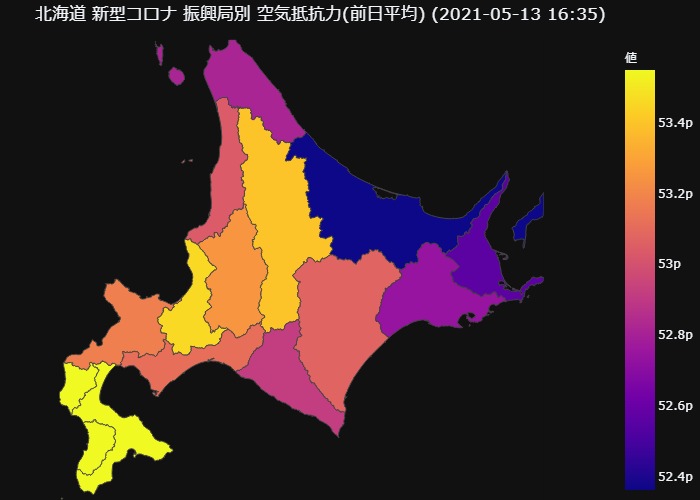 北海道 新型コロナ 振興局別 空気抵抗力(前日平均) (2021-05-13 16:35)
値
53.4p
53.2p
53p
52.8p
52.6p
52.4p